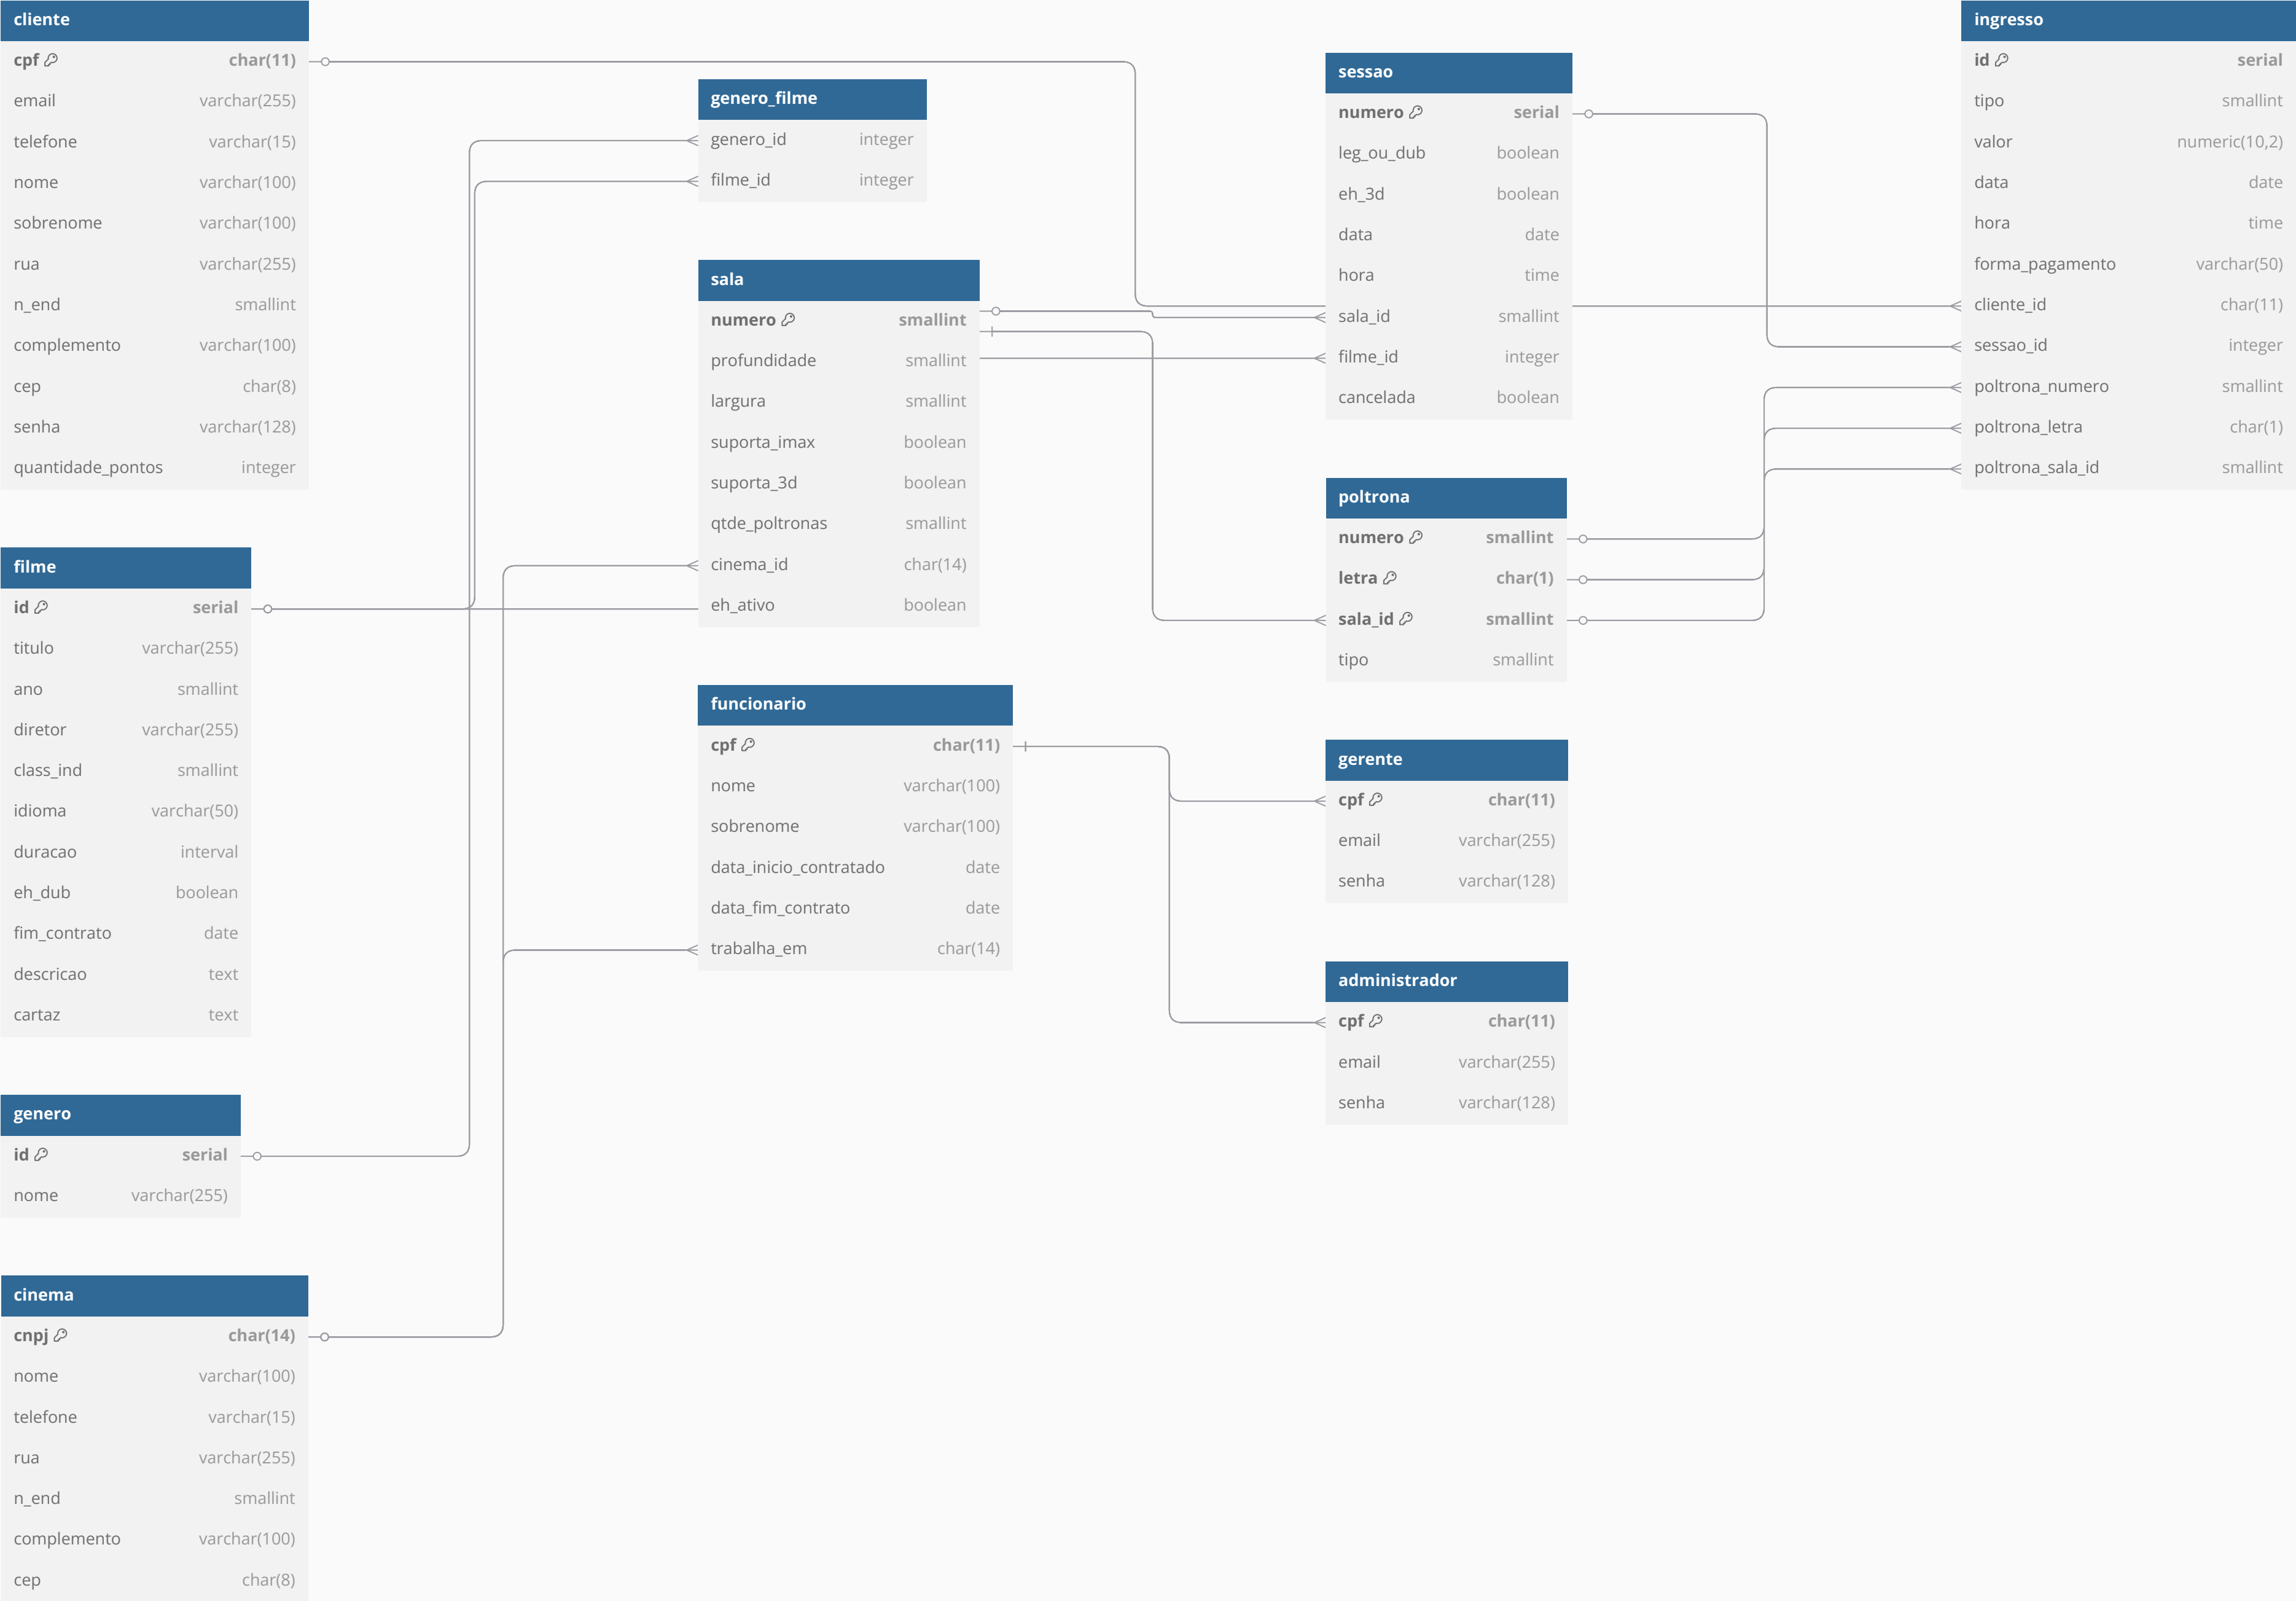 cliente
cpf char(11)
email varchar(255)
telefone varchar(15)
nome varchar(100)
sobrenome varchar(100)
rua varchar(255)
n_end smallint
complemento varchar(100)
cep char(8)
senha varchar(128)
quantidade_pontos integer
filme
id serial
titulo varchar(255)
ano smallint
diretor varchar(255)
class_ind smallint
idioma varchar(50)
duracao interval
eh_dub boolean
fim_contrato date
descricao text
cartaz text
genero
id serial
nome varchar(255)
cinema
cnpj char(14)
nome varchar(100)
telefone varchar(15)
rua varchar(255)
n_end smallint
complemento varchar(100)
cep char(8)
genero_filme
genero_id integer
filme_id integer
sala
numero smallint
profundidade smallint
largura smallint
suporta_imax boolean
suporta_3d boolean
qtde_poltronas smallint
cinema_id char(14)
eh_ativo boolean
funcionario
cpf char(11)
nome varchar(100)
sobrenome varchar(100)
data_inicio_contratado date
data_fim_contrato date
trabalha_em char(14)
sessao
numero serial
leg_ou_dub boolean
eh_3d boolean
data date
hora time
sala_id smallint
filme_id integer
cancelada boolean
poltrona
numero smallint
letra char(1)
sala_id smallint
tipo smallint
gerente
cpf char(11)
email varchar(255)
senha varchar(128)
administrador
cpf char(11)
email varchar(255)
senha varchar(128)
ingresso
id serial
tipo smallint
valor numeric(10,2)
data date
hora time
forma_pagamento varchar(50)
cliente_id char(11)
sessao_id integer
poltrona_numero smallint
poltrona_letra char(1)
poltrona_sala_id smallint